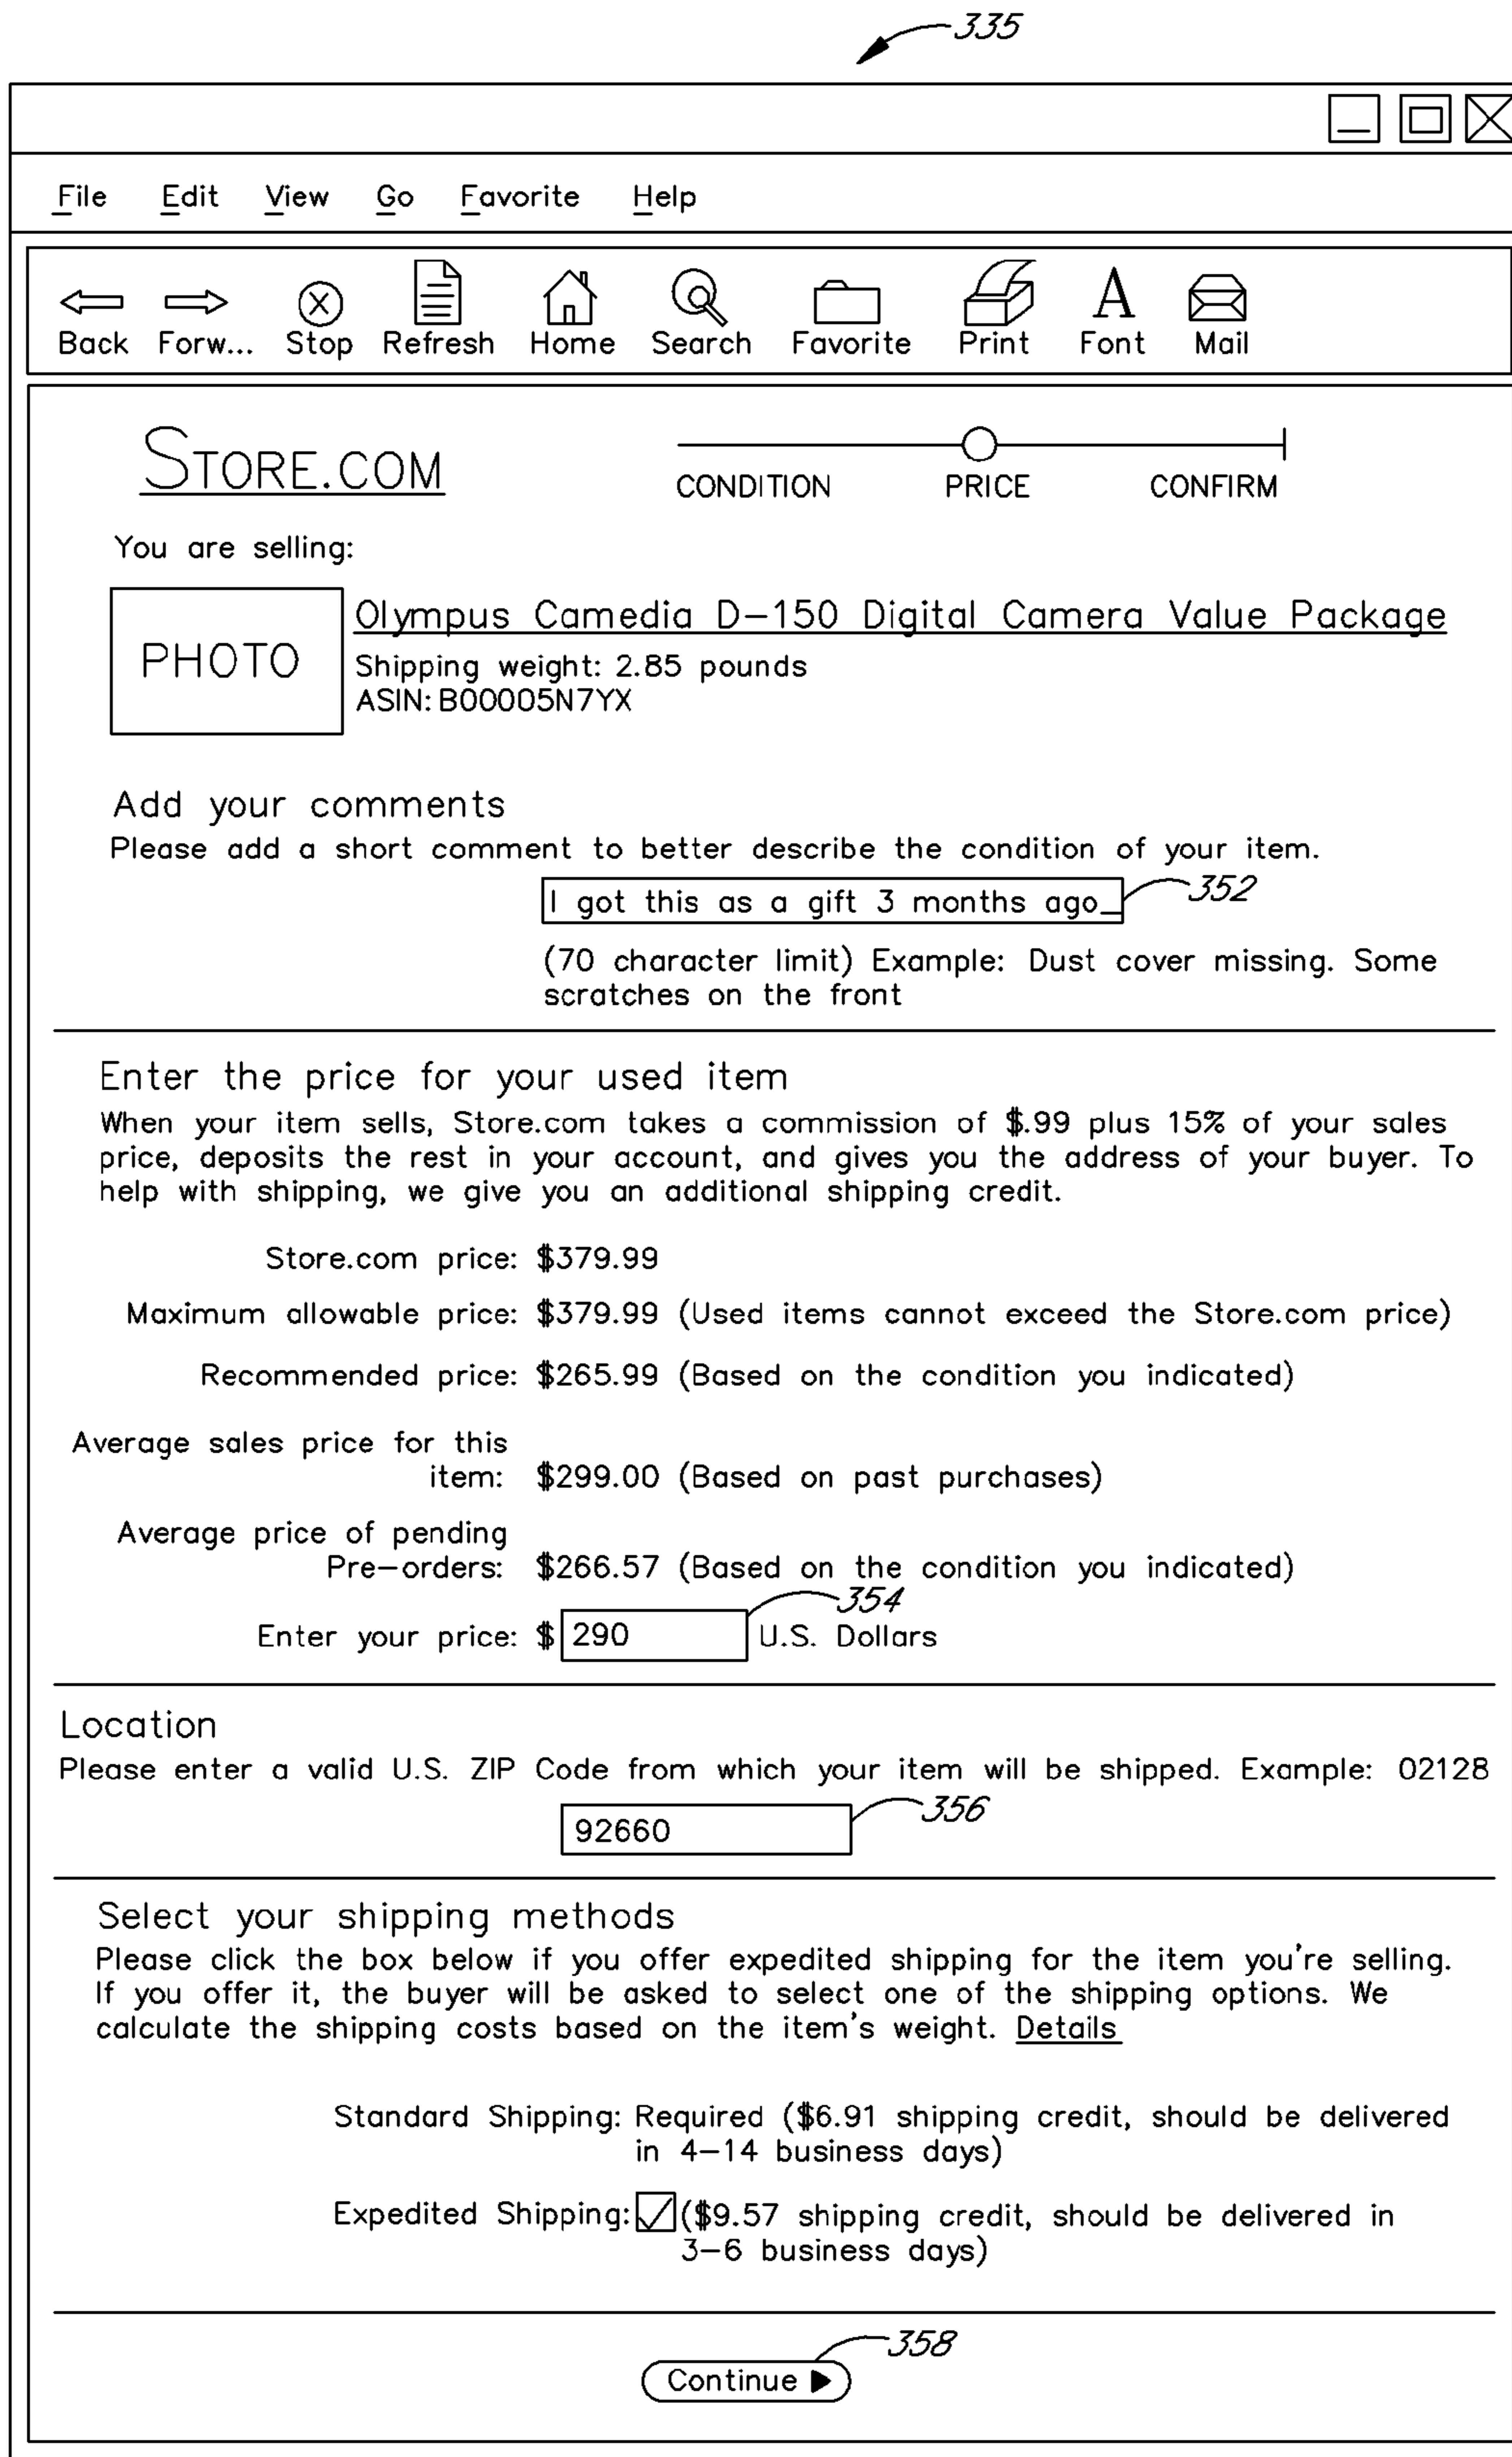 335
File Edit View Go Favorite Help
Back Forw... Stop Refresh Home Search Favorite Print Font Mail
STORE.COM
CONDITION PRICE CONFIRM
You are selling:
PHOTO
Olympus Camedia D-150 Digital Camera Value Package
Shipping weight: 2.85 pounds
ASIN: B00005N7YX
Add your comments
Please add a short comment to better describe the condition of your item.
I got this as a gift 3 months ago_ 352
(70 character limit) Example: Dust cover missing. Some
scratches on the front
Enter the price for your used item
When your item sells, Store.com takes a commission of $.99 plus 15% of your sales
price, deposits the rest in your account, and gives you the address of your buyer. To
help with shipping, we give you an additional shipping credit.
Store.com price: $379.99
Maximum allowable price: $379.99 (Used items cannot exceed the Store.com price)
Recommended price: $265.99 (Based on the condition you indicated)
Average sales price for this
item: $299.00 (Based on past purchases)
Average price of pending
Pre-orders: $266.57 (Based on the condition you indicated)
354
Enter your price: $ 290 U.S. Dollars
Location
Please enter a valid U.S. ZIP Code from which your item will be shipped. Example: 02128
92660 356
Select your shipping methods
Please click the box below if you offer expedited shipping for the item you're selling.
If you offer it, the buyer will be asked to select one of the shipping options. We
calculate the shipping costs based on the item's weight. Details
Standard Shipping: Required ($6.91 shipping credit, should be delivered
in 4-14 business days)
Expedited Shipping: ($9.57 shipping credit, should be delivered in
3-6 business days)
358
Continue